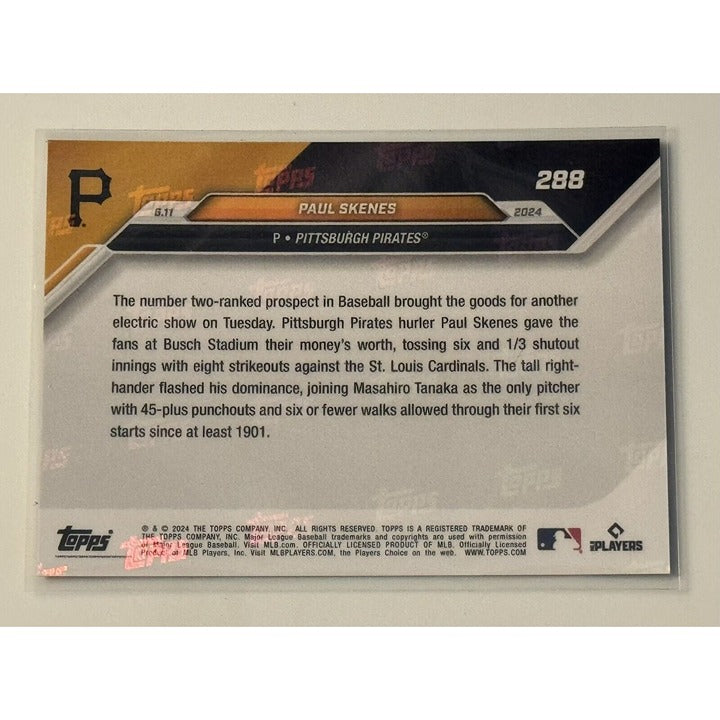 P
288
6.11
PAUL SKENES
2024
P • PITTSBURGH PIRATES®
The number two-ranked prospect in Baseball brought the goods for another
electric show on Tuesday. Pittsburgh Pirates hurler Paul Skenes gave the
fans at Busch Stadium their money's worth, tossing six and 1/3 shutout
innings with eight strikeouts against the St. Louis Cardinals. The tall right-
hander flashed his dominance, joining Masahiro Tanaka as the only pitcher
with 45-plus punchouts and six or fewer walks allowed through their first six
starts since at least 1901.
Topps
® & © 2024 THE TOPPS COMPANY, INC. ALL RIGHTS RESERVED. TOPPS IS A REGISTERED TRADEMARK OF
THE TOPPS COMPANY, INC. Major League Baseball trademarks and copyrights are used with permission
of Major League Baseball. Visit MLB.com. OFFICIALLY LICENSED PRODUCT OF MLB. Officially Licensed
Product of MLB Players, Inc. Visit MLBPLAYERS.COM, the Players Choice on the web. WWW.TOPPS.COM
MLB PLAYERS